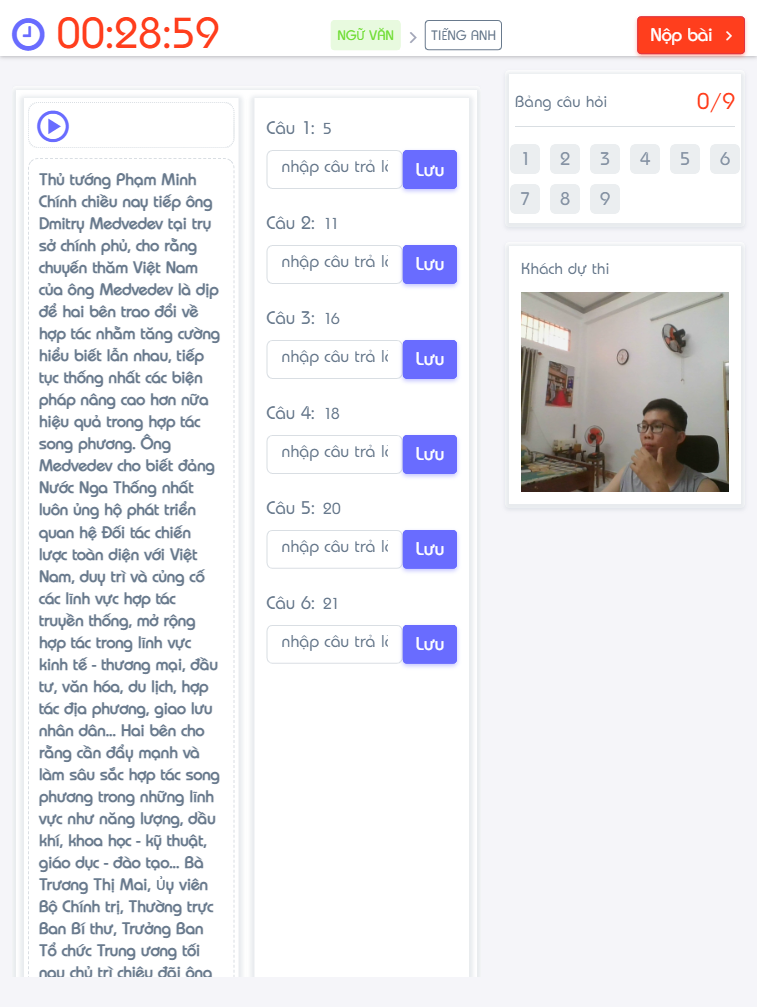 00:28:59
NGỮ VĂN
TIẾNG ANH
Nộp bài
Thủ tướng Phạm Minh
Chính chiều nay tiếp ông
Dmitry Medvedev tại trụ
sở chính phủ, cho rằng
chuyến thăm Việt Nam
của ông Medvedev là dịp
để hai bên trao đổi về
hợp tác nhằm tăng cường
hiểu biết lẫn nhau, tiếp
tục thống nhất các biện
pháp nâng cao hơn nữa
hiệu quả trong hợp tác
song phương. Ông
Medvedev cho biết đảng
Nước Nga Thống nhất
luôn ủng hộ phát triển
quan hệ Đối tác chiến
lược toàn diện với Việt
Nam, duy trì và củng cố
các lĩnh vực hợp tác
truyền thống, mở rộng
hợp tác trong lĩnh vực
kinh tế - thương mại, đầu
tư, văn hóa, du lịch, hợp
tác địa phương, giao lưu
nhân dân... Hai bên cho
rằng cần đẩy mạnh và
làm sâu sắc hợp tác song
phương trong những lĩnh
vực như năng lượng, dầu
khí, khoa học - kỹ thuật,
giáo dục - đào tạo... Bà
Trương Thị Mai, Ủy viên
Bộ Chính trị, Thường trực
Ban Bí thư, Trưởng Ban
Tổ chức Trung ương tối
nay chủ trì chiêu đãi ông
Câu 1: 5
nhập câu trả lờ
Lưu
Câu 2: 11
nhập câu trả lờ
Lưu
Câu 3: 16
nhập câu trả lờ
Lưu
Câu 4: 18
nhập câu trả lờ
Lưu
Câu 5: 20
nhập câu trả lờ
Lưu
Câu 6: 21
nhập câu trả lờ
Lưu
Bảng câu hỏi 0/9
1 2 3 4 5 6
7 8 9
Khách dự thi